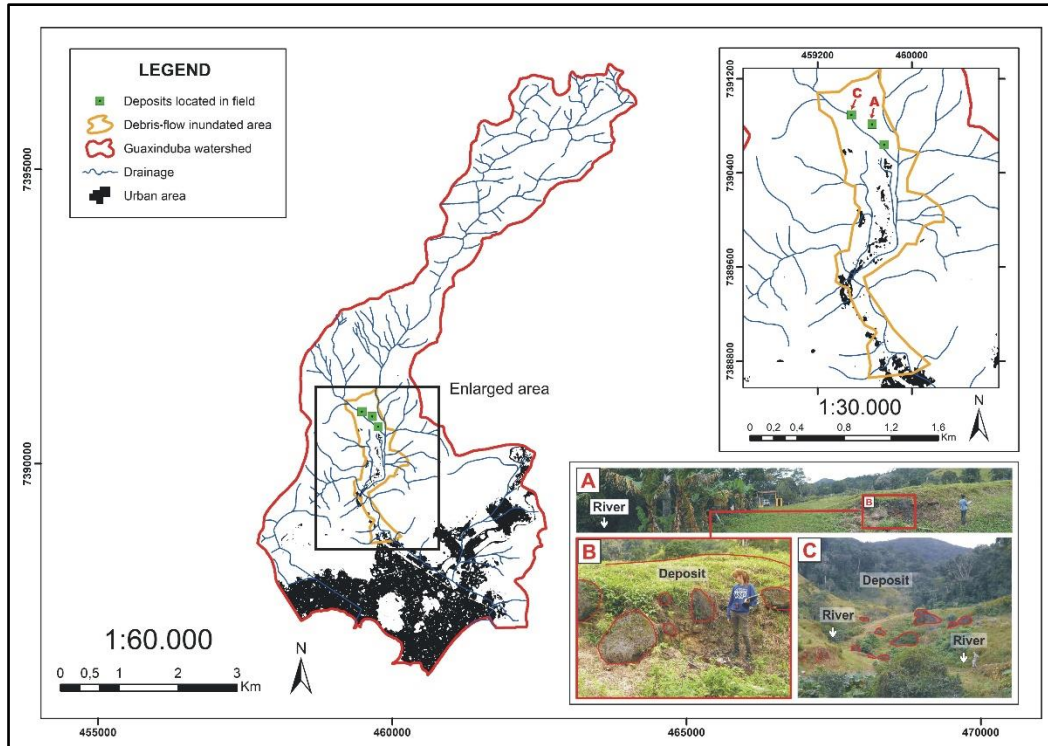 LEGEND
Deposits located in field
Debris-flow inundated area
Guaxinduba watershed
Drainage
Urban area
7395000
7390000
Enlarged area
1:60.000
0 0,5 1 2 3
Km
N
455000 460000 465000 470000
459200 460000
7391200
7390400
7389600
7388800
C
A
1:30.000
0 0,2 0,4 0,8 1,2 1.6
Km
N
A
River
B
B
Deposit
C
Deposit
River
River